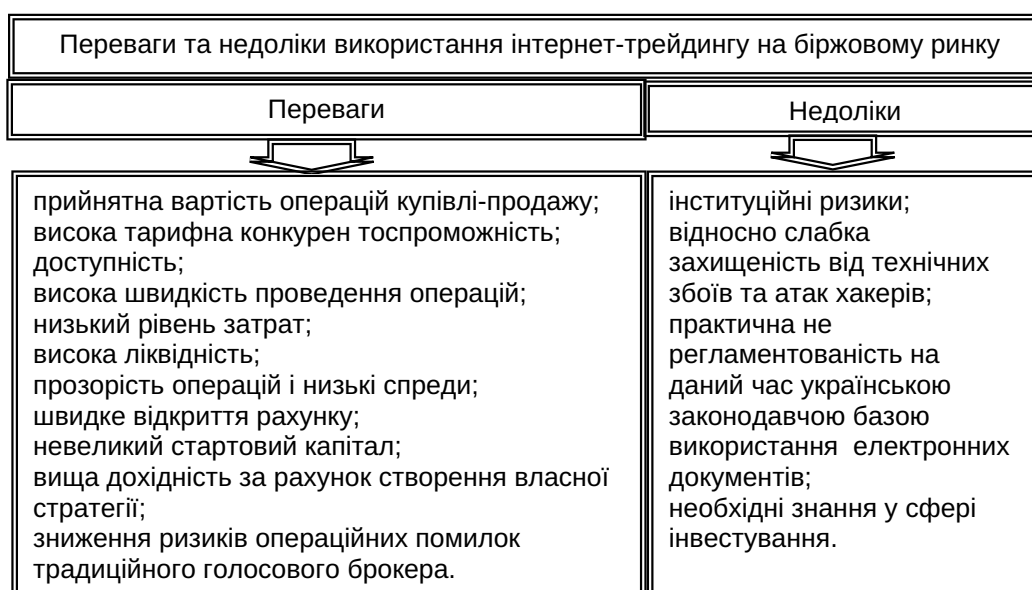 Переваги та недоліки використання інтернет-трейдингу на біржовому ринку
Переваги
Недоліки
прийнятна вартість операцій купівлі-продажу;
висока тарифна конкурен тоспроможність;
доступність;
висока швидкість проведення операцій;
низький рівень затрат;
висока ліквідність;
прозорість операцій і низькі спреди;
швидке відкриття рахунку;
невеликий стартовий капітал;
вища дохідність за рахунок створення власної
стратегії;
зниження ризиків операційних помилок
традиційного голосового брокера.
інституційні ризики;
відносно слабка
захищеність від технічних
збоїв та атак хакерів;
практична не
регламентованість на
даний час українською
законодавчою базою
використання  електронних
документів;
необхідні знання у сфері
інвестування.